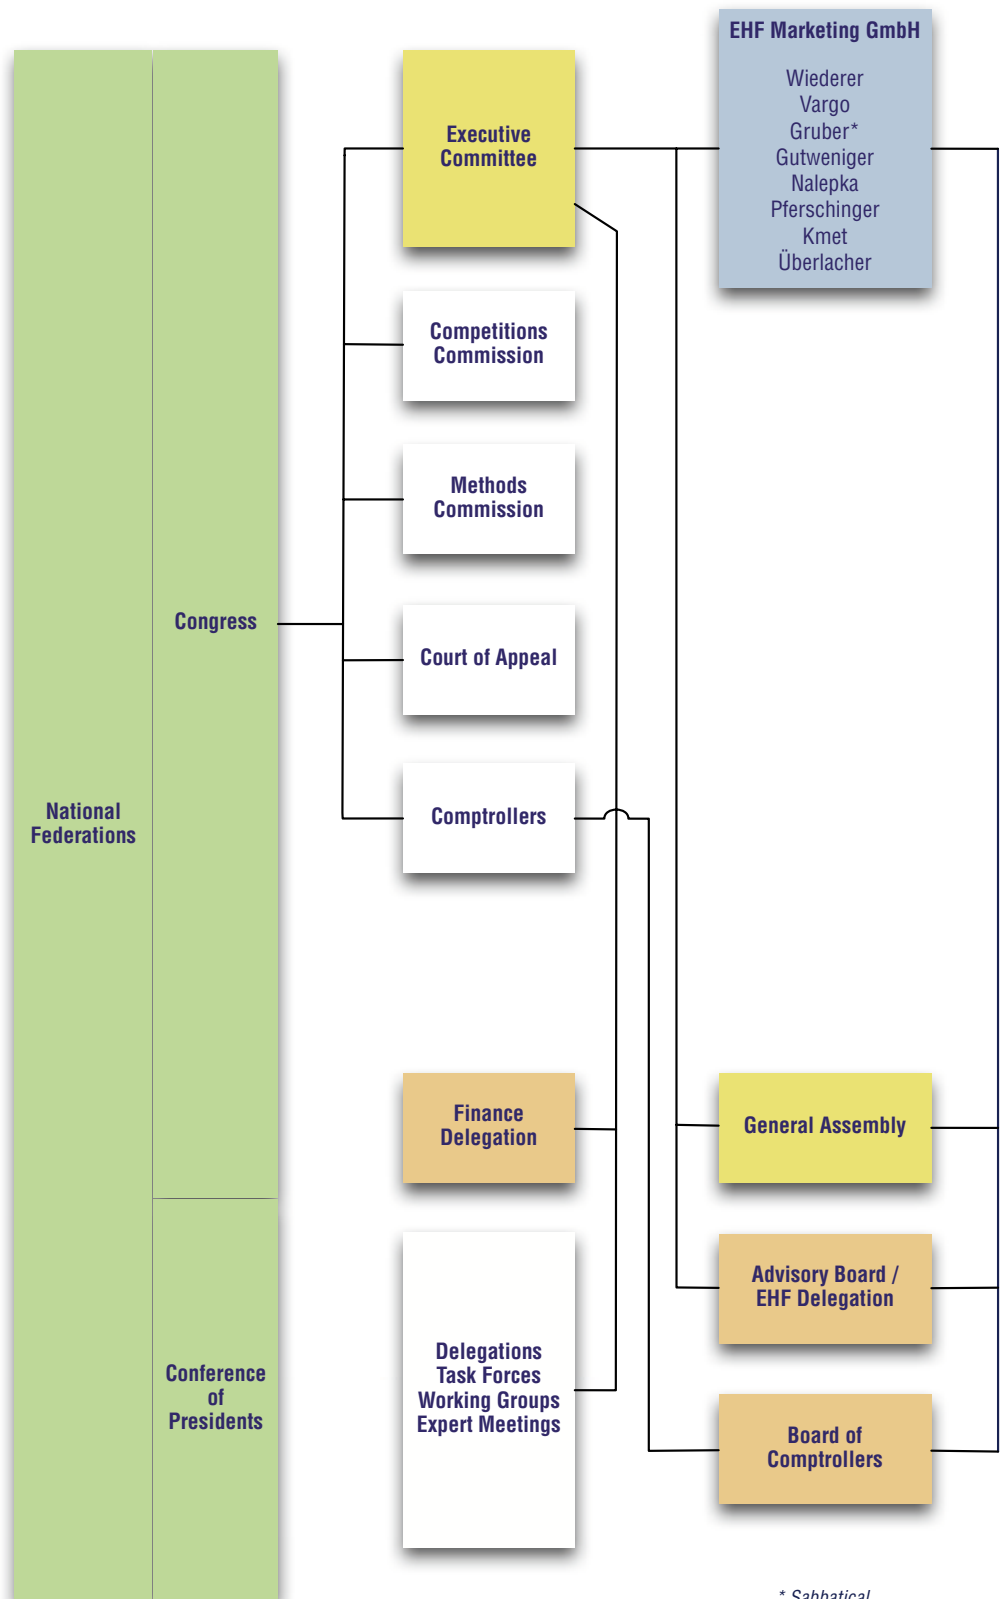 National
Federations
Congress
Conference
of
Presidents
Executive
Committee
Competitions
Commission
Methods
Commission
Court of Appeal
Comptrollers
Finance
Delegation
Delegations
Task Forces
Working Groups
Expert Meetings
EHF Marketing GmbH
Wiederer
Vargo
Gruber*
Gutweniger
Nalepka
Pferschinger
Kmet
Überlacher
General Assembly
Advisory Board /
EHF Delegation
Board of
Comptrollers
* Sabbatical